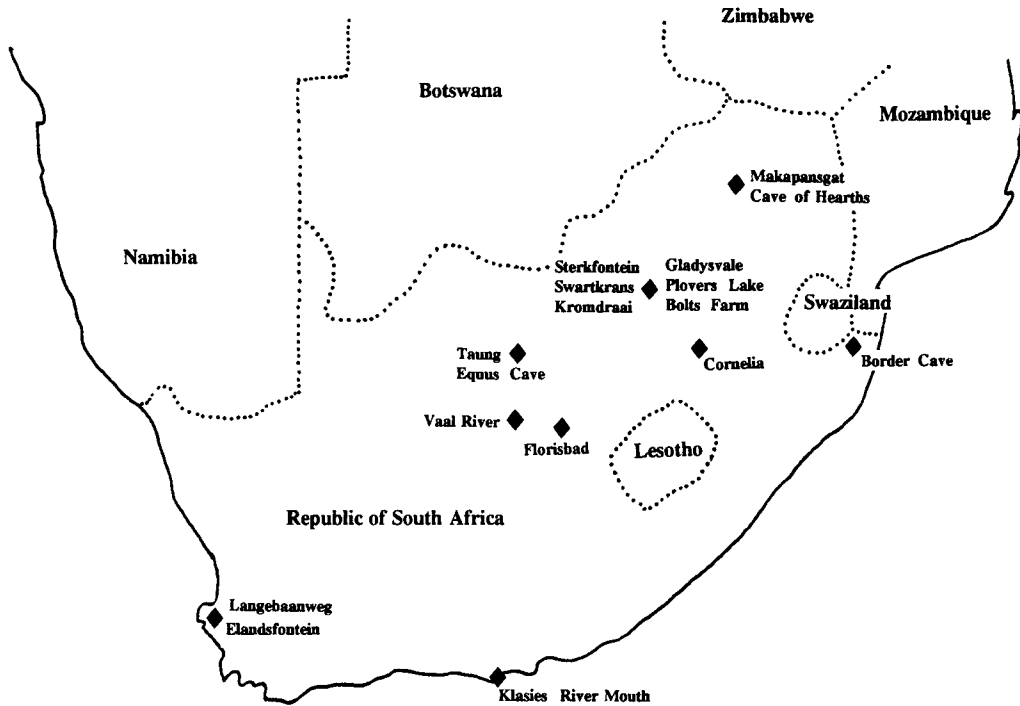 Zimbabwe
Botswana
Mozambique
Makapansgat
Cave of Hearths
Namibia
Sterkfontein
Swartkrans
Kromdraai
Gladysvale
Plovers Lake
Bolts Farm
Swaziland
Taung
Equus Cave
Cornelia
Border Cave
Vaal River
Florisbad
Lesotho
Republic of South Africa
Langebaanweg
Elandsfontein
Klasies River Mouth